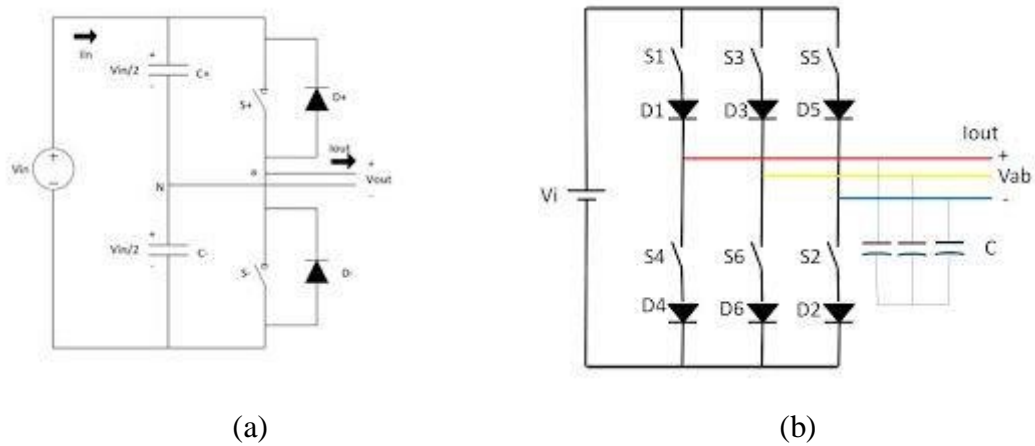 Iin
+
Vin/2
-
C+
S+
D+
Iout
+
a
Vout
-
Vin
+
−
N
+
Vin/2
-
C-
S-
D-
(a)
Vi
S1
S3
S5
D1
D3
D5
Iout
+
Vab
-
S4
S6
S2
C
D4
D6
D2
(b)